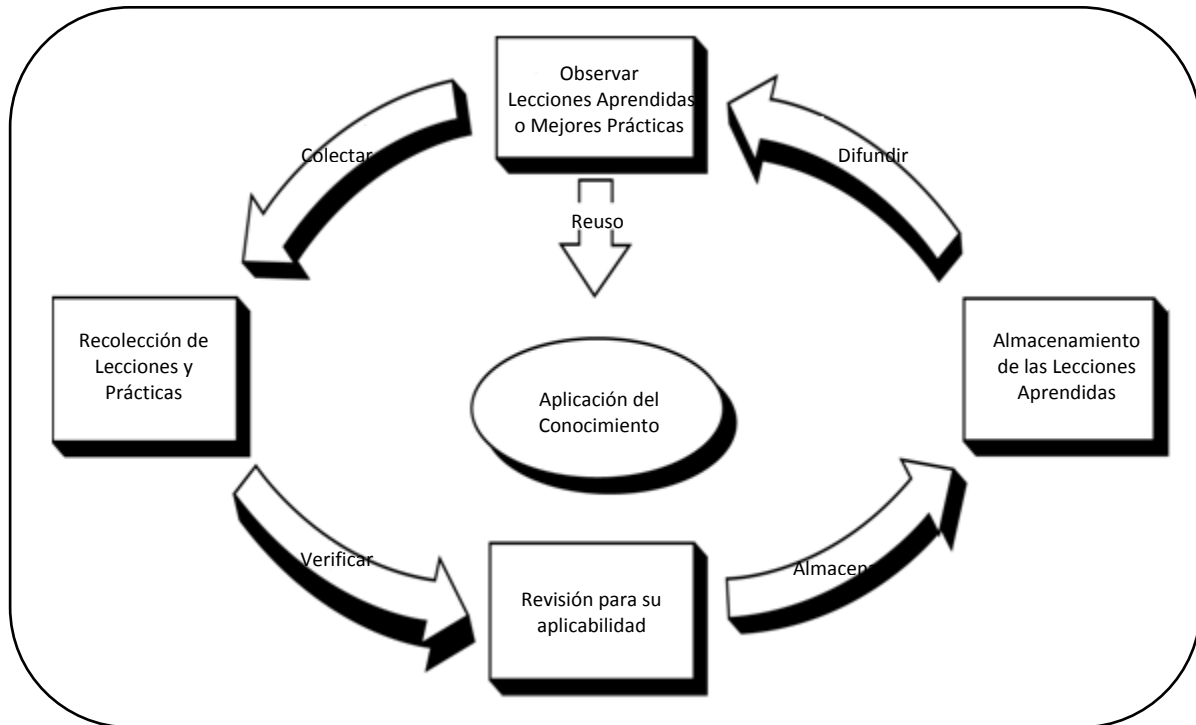 Observar
Lecciones Aprendidas
o Mejores Prácticas
Colectar
Difundir
Reuso
Recolección de
Lecciones y
Prácticas
Almacenamiento
de las Lecciones
Aprendidas
Aplicación del
Conocimiento
Verificar
Revisión para su
aplicabilidad